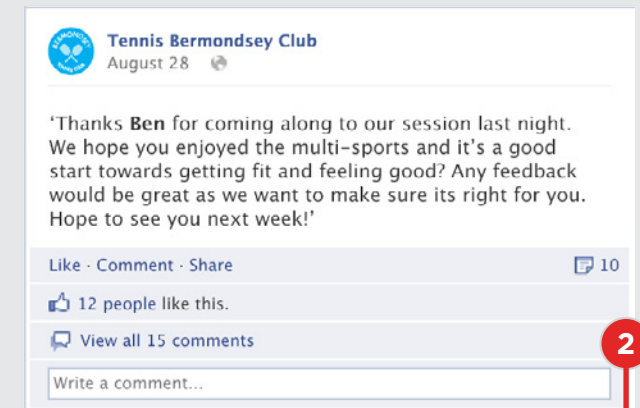 BERMONDSEY
TENNIS CLUB
Tennis Bermondsey Club
August 28
‘Thanks Ben for coming along to our session last night.
We hope you enjoyed the multi-sports and it’s a good
start towards getting fit and feeling good? Any feedback
would be great as we want to make sure its right for you.
Hope to see you next week!’
Like · Comment · Share 10
12 people like this.
View all 15 comments
2
Write a comment...